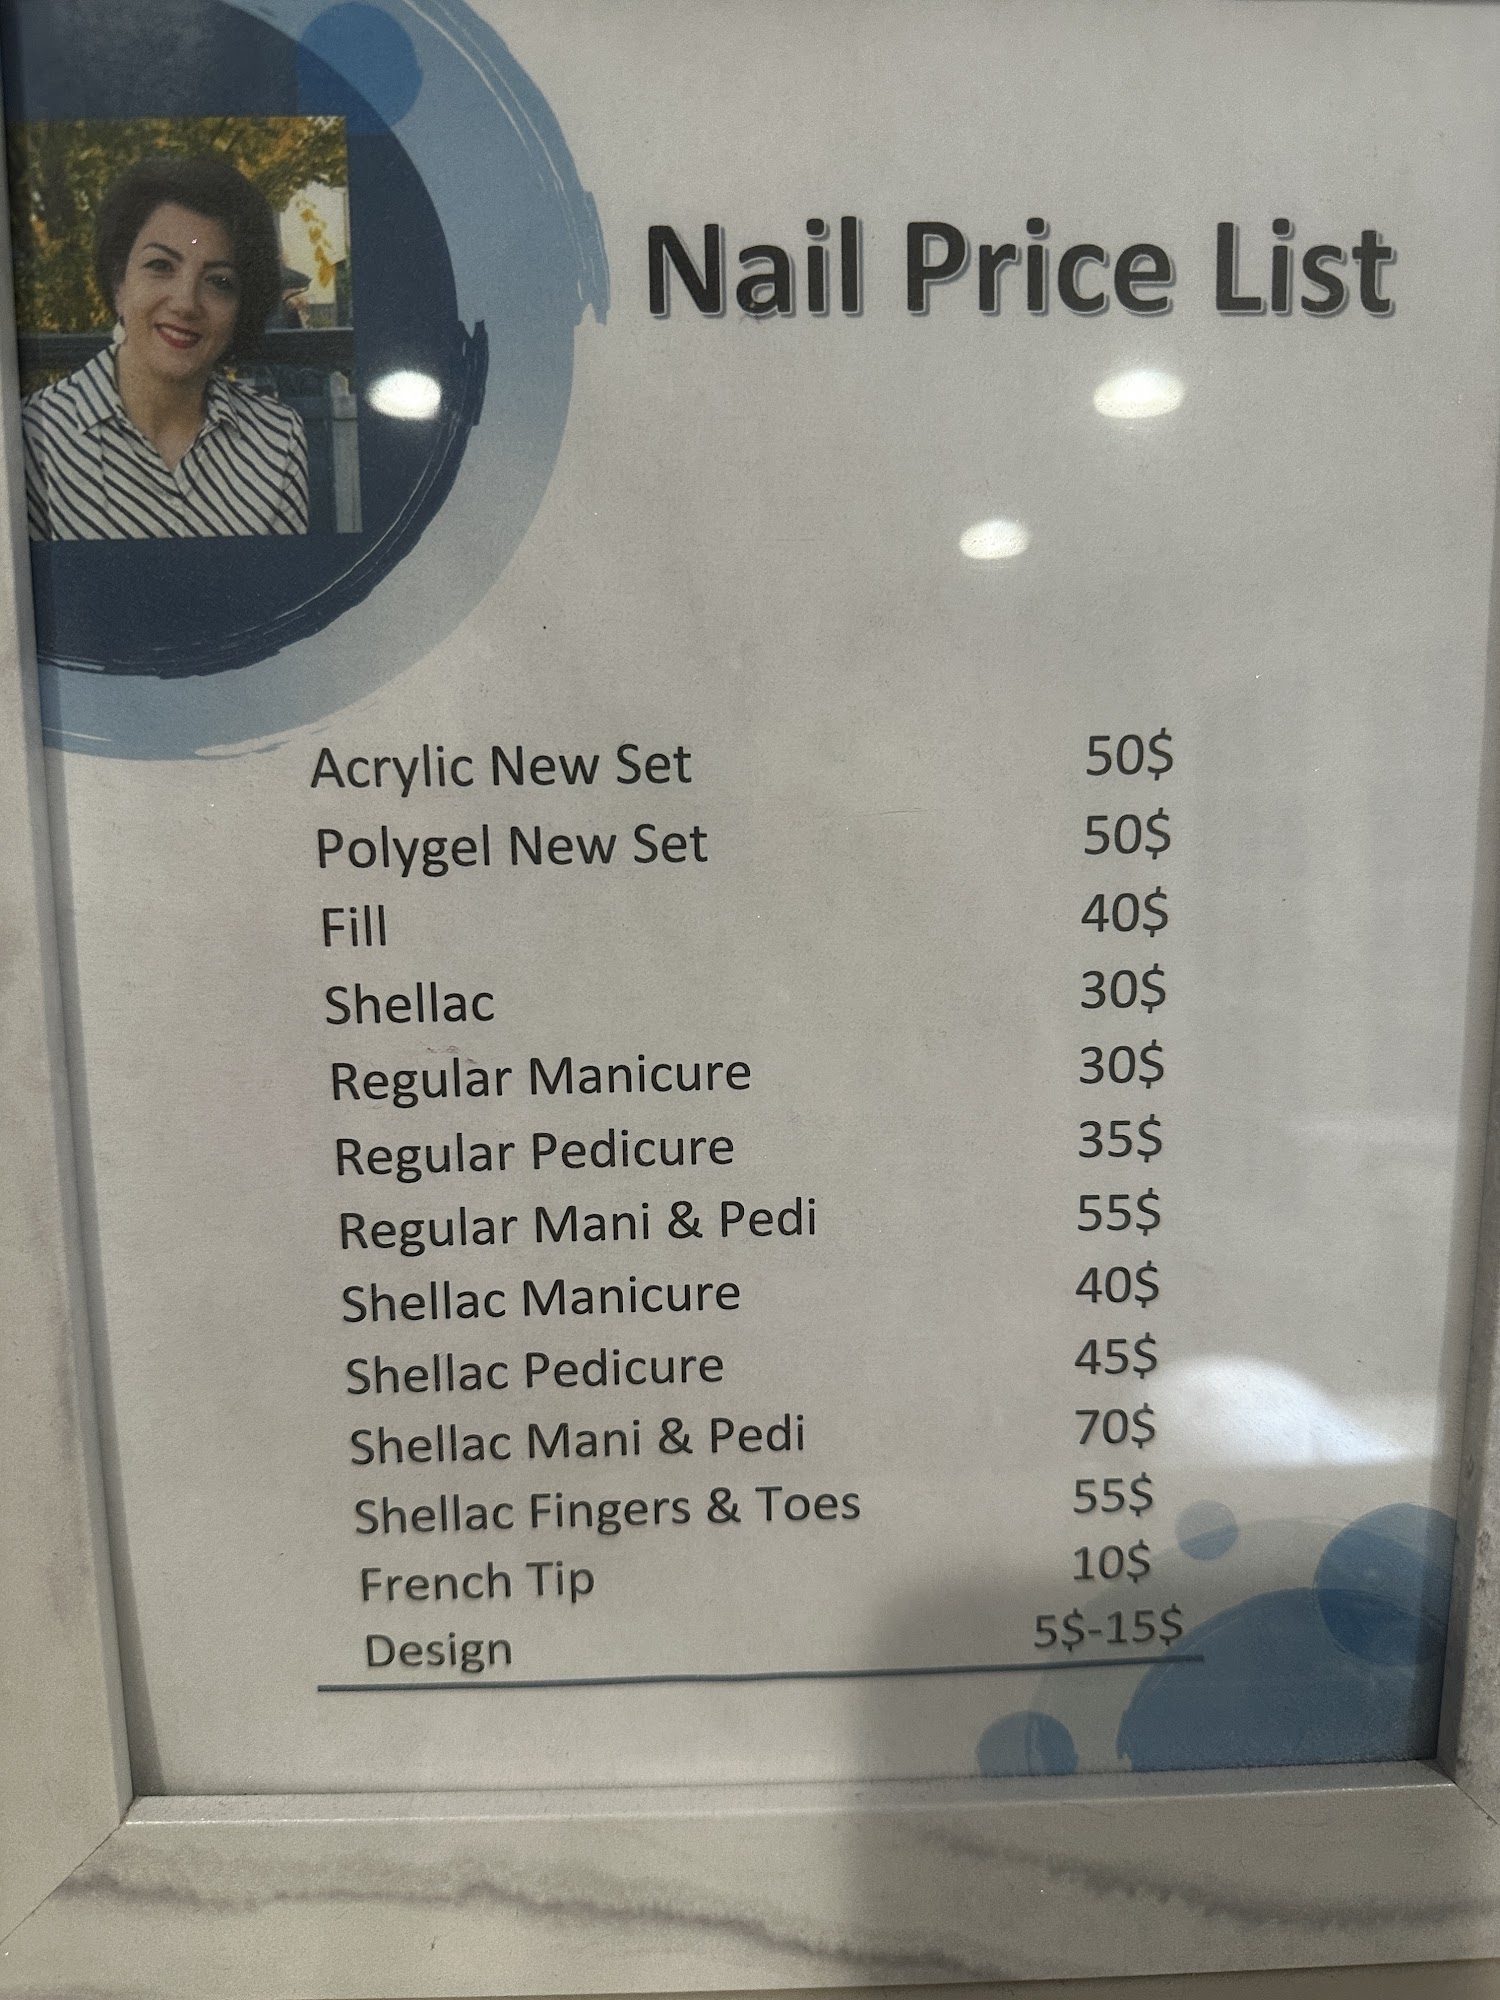 Nail Price List
Acrylic New Set 50$
Polygel New Set 50$
Fill 40$
Shellac 30$
Regular Manicure 30$
Regular Pedicure 35$
Regular Mani & Pedi 55$
Shellac Manicure 40$
Shellac Pedicure 45$
Shellac Mani & Pedi 70$
Shellac Fingers & Toes 55$
French Tip 10$
Design 5$-15$